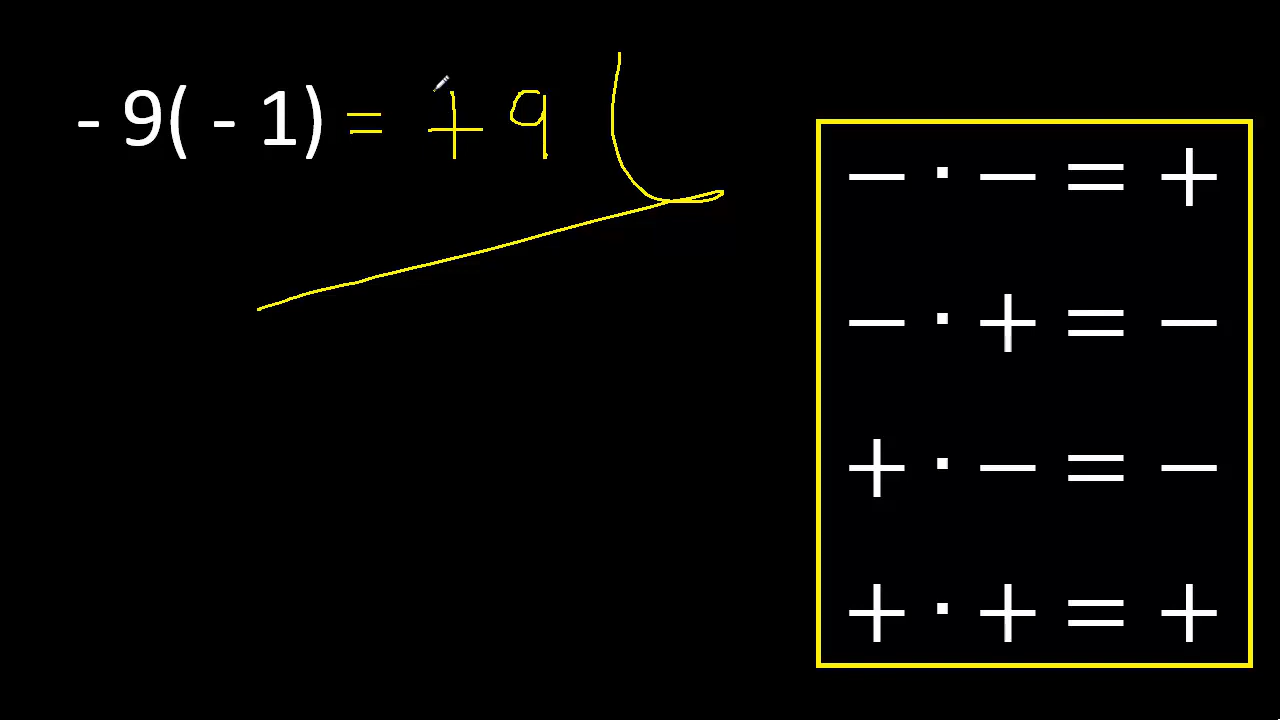 - 9( - 1) = + 9
− · − = +
− · + = −
+ · − = −
+ · + = +